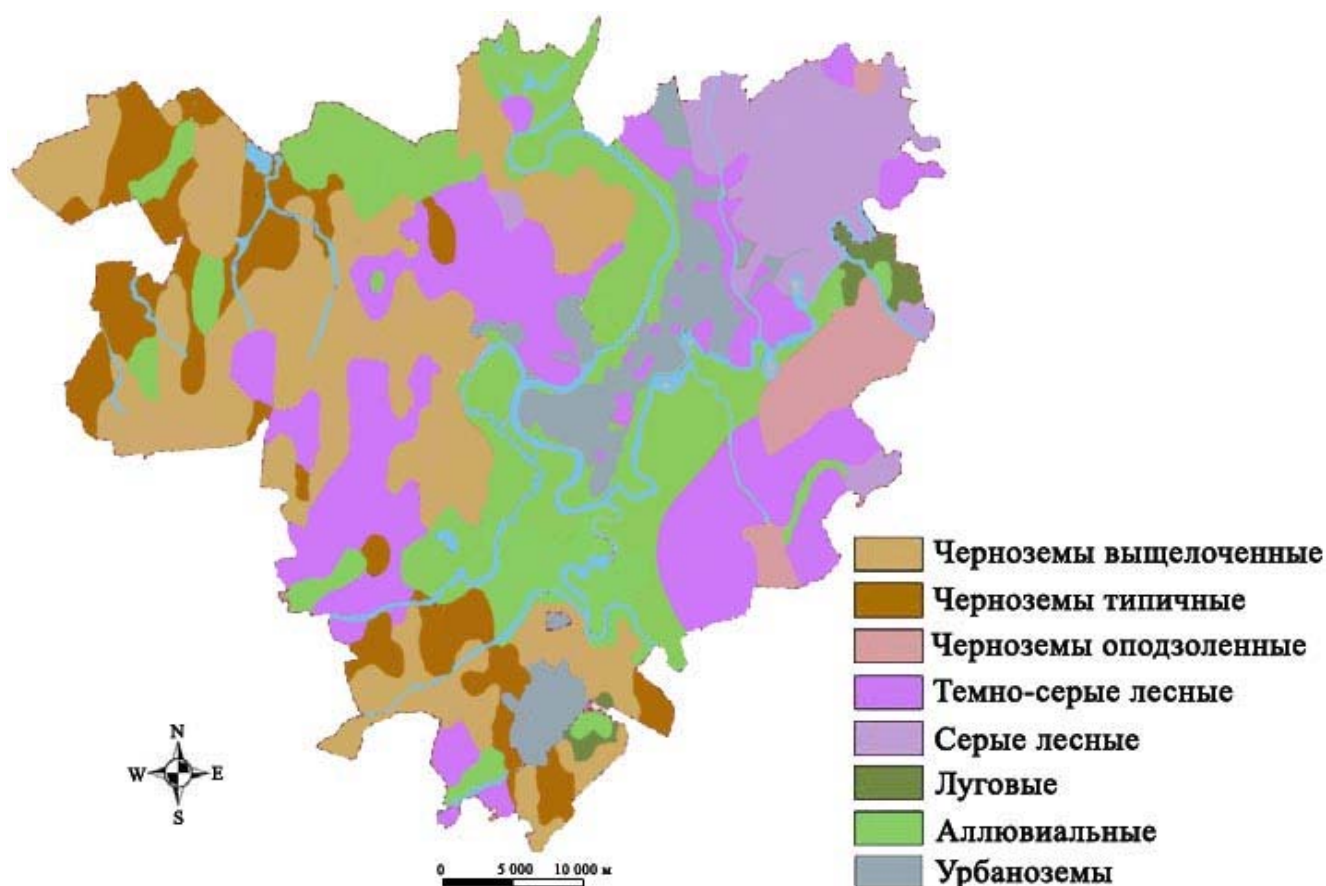 Черноземы выщелоченные
Черноземы типичные
Черноземы оподзоленные
Темно-серые лесные
Серые лесные
Луговые
Аллювиальные
Урбаноземы
N
W E
S
0 5 000 10 000 м